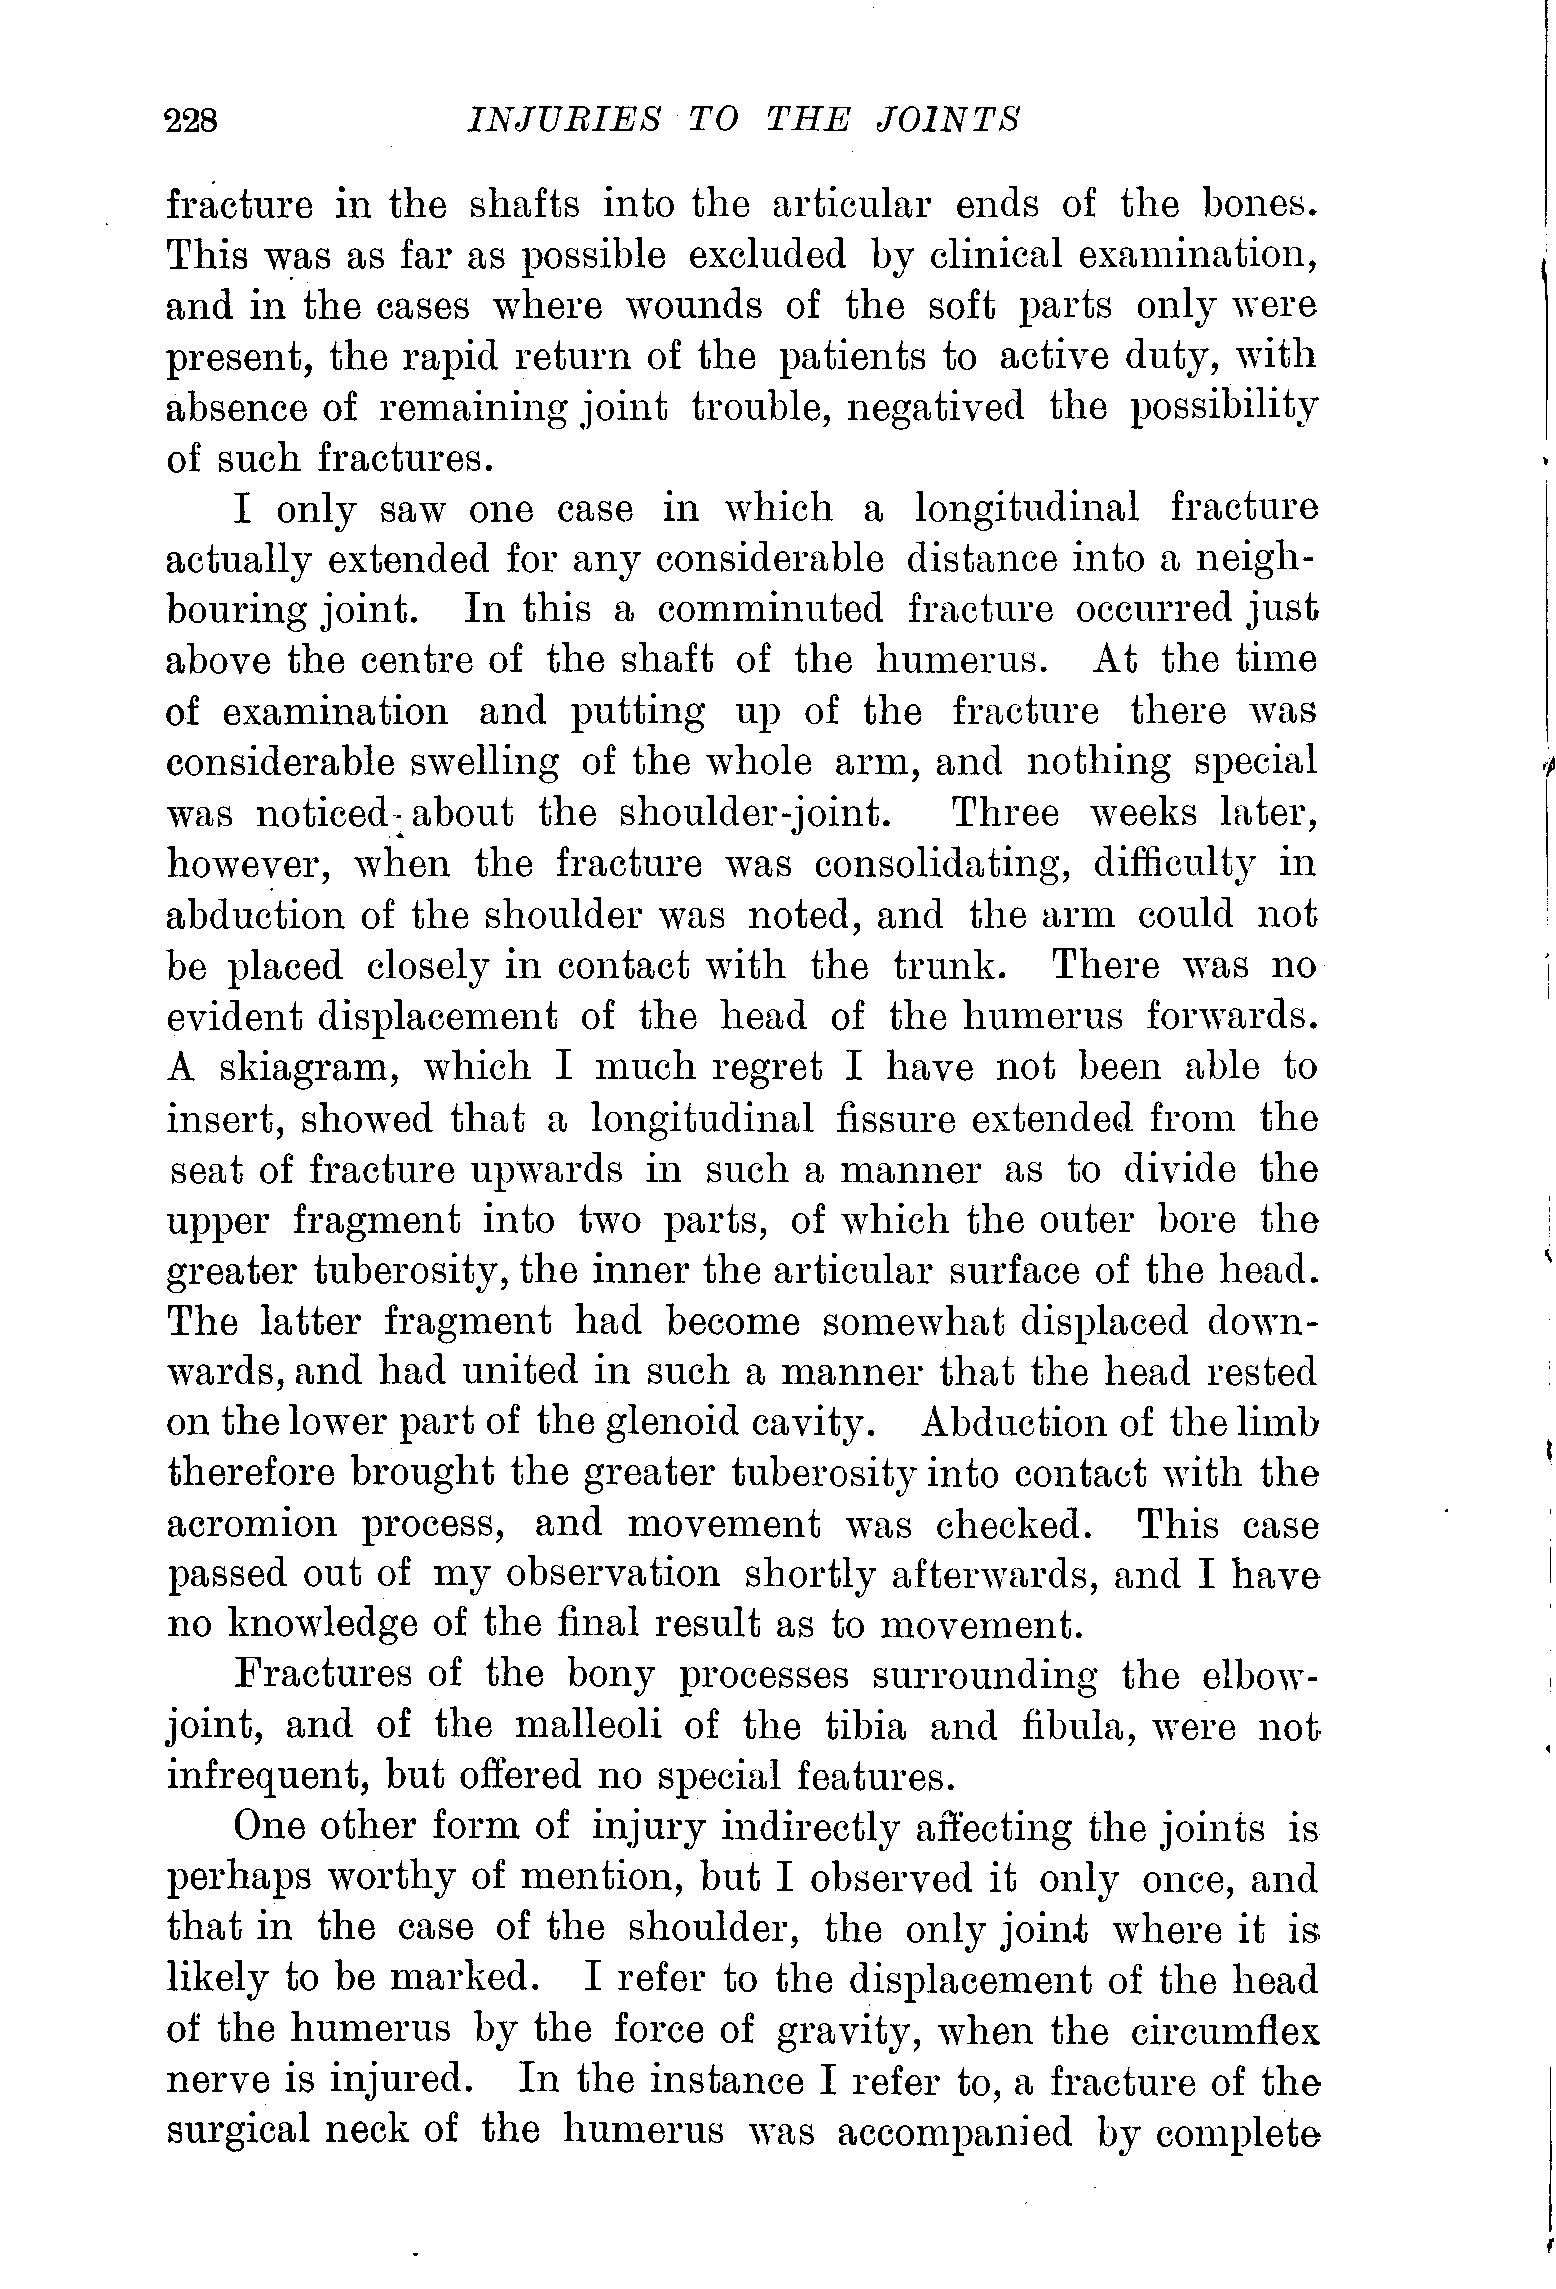 228 INJURIES TO THE JOINTS
fracture in the shafts into the articular ends of the bones.
This was as far as possible excluded by clinical examination,
and in the cases where wounds of the soft parts only were
present, the rapid return of the patients to active duty, with
absence of remaining joint trouble, negatived the possibility
of such fractures.
I only saw one case in which a longitudinal fracture
actually extended for any considerable distance into a neigh-
bouring joint. In this a comminuted fracture occurred just
above the centre of the shaft of the humerus. At the time
of examination and putting up of the fracture there was
considerable swelling of the whole arm, and nothing special
was noticed about the shoulder-joint. Three weeks later,
however, when the fracture was consolidating, difficulty in
abduction of the shoulder was noted, and the arm could not
be placed closely in contact with the trunk. There was no
evident displacement of the head of the humerus forwards.
A skiagram, which I much regret I have not been able to
insert, showed that a longitudinal fissure extended from the
seat of fracture upwards in such a manner as to divide the
upper fragment into two parts, of which the outer bore the
greater tuberosity, the inner the articular surface of the head.
The latter fragment had become somewhat displaced down-
wards, and had united in such a manner that the head rested
on the lower part of the glenoid cavity. Abduction of the limb
therefore brought the greater tuberosity into contact with the
acromion process, and movement was checked. This case
passed out of my observation shortly afterwards, and I have
no knowledge of the final result as to movement.
Fractures of the bony processes surrounding the elbow-
joint, and of the malleoli of the tibia and fibula, were not
infrequent, but offered no special features.
One other form of injury indirectly affecting the joints is
perhaps worthy of mention, but I observed it only once, and
that in the case of the shoulder, the only joint where it is
likely to be marked. I refer to the displacement of the head
of the humerus by the force of gravity, when the circumflex
nerve is injured. In the instance I refer to, a fracture of the
surgical neck of the humerus was accompanied by complete